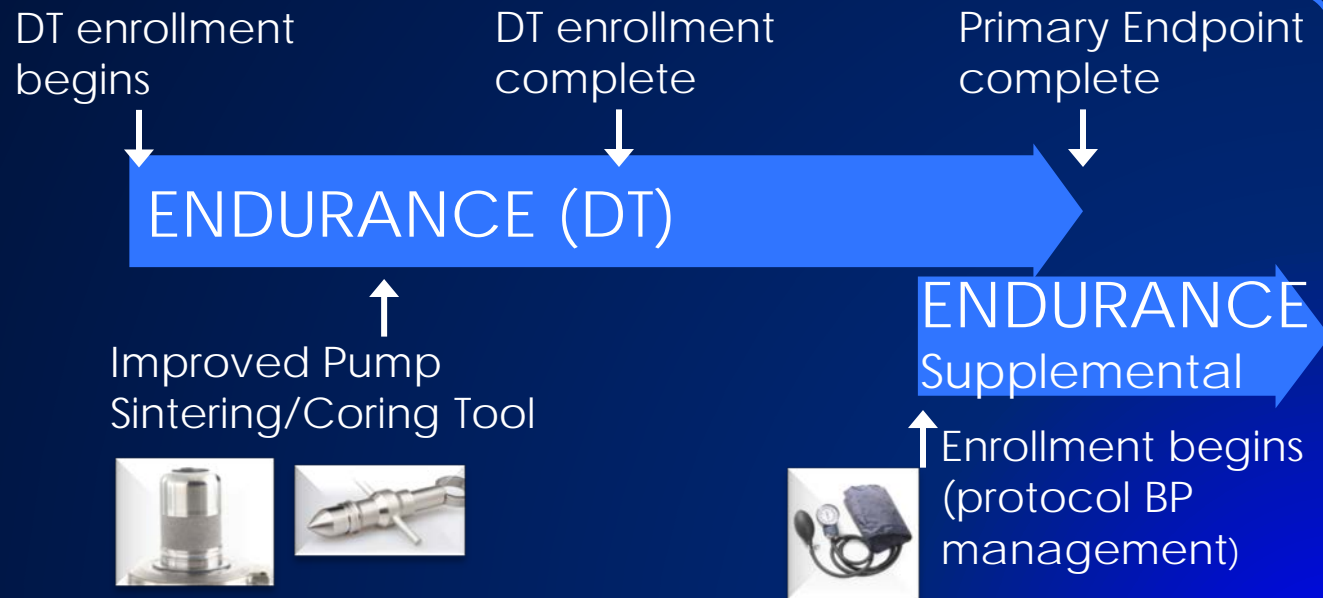 DT enrollment
begins
DT enrollment
complete
Primary Endpoint
complete
ENDURANCE (DT)
Improved Pump
Sintering/Coring Tool
ENDURANCE
Supplemental
Enrollment begins
(protocol BP
management)